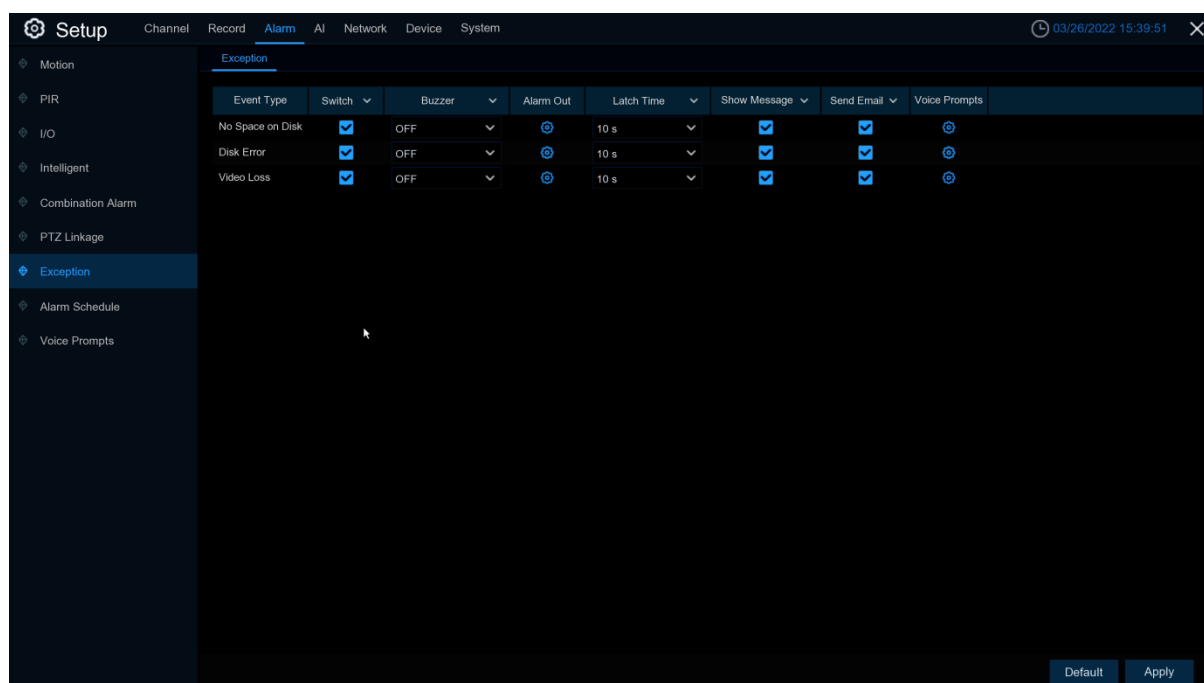 Setup Channel Record Alarm AI Network Device System 03/26/2022 15:39:51
Motion
PIR
I/O
Intelligent
Combination Alarm
PTZ Linkage
Exception
Alarm Schedule
Voice Prompts
Exception
Event Type Switch Buzzer Alarm Out Latch Time Show Message Send Email Voice Prompts
No Space on Disk OFF 10 s
Disk Error OFF 10 s
Video Loss OFF 10 s
Default Apply